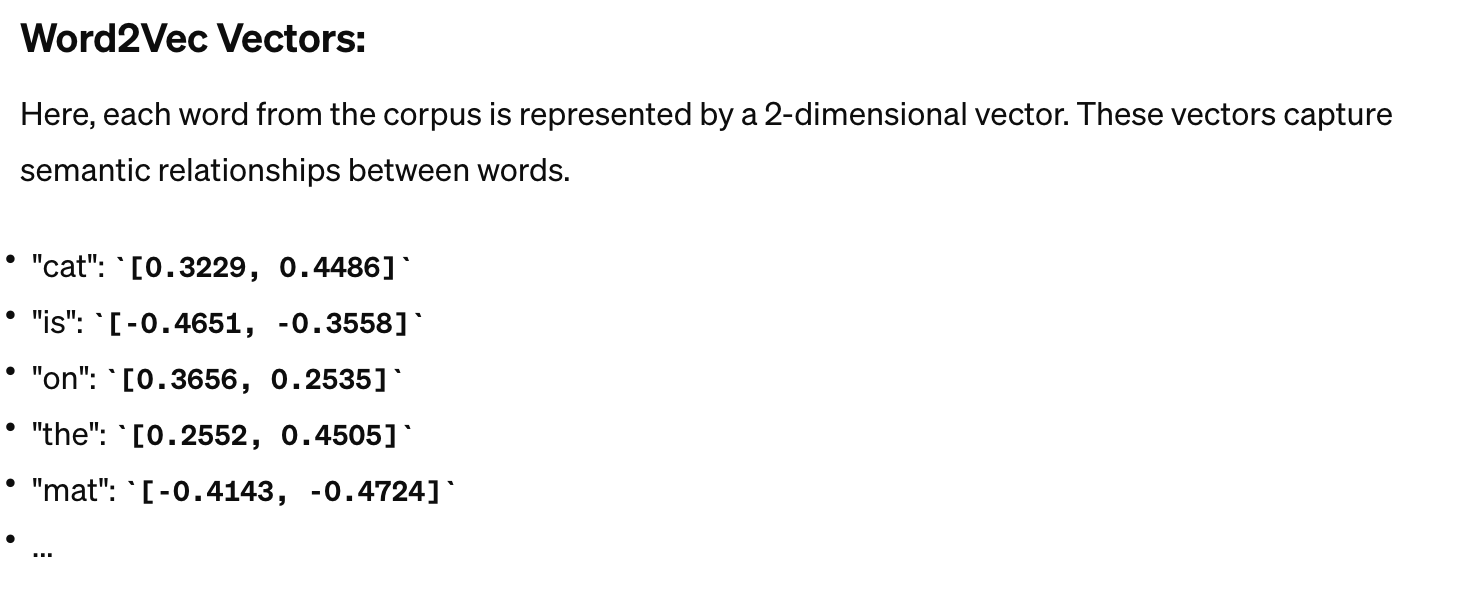 Word2Vec Vectors:
Here, each word from the corpus is represented by a 2-dimensional vector. These vectors capture
semantic relationships between words.
• "cat": `[0.3229, 0.4486]`
• "is": `[-0.4651, -0.3558]`
• "on": `[0.3656, 0.2535]`
• "the": `[0.2552, 0.4505]`
• "mat": `[-0.4143, -0.4724]`
• ...